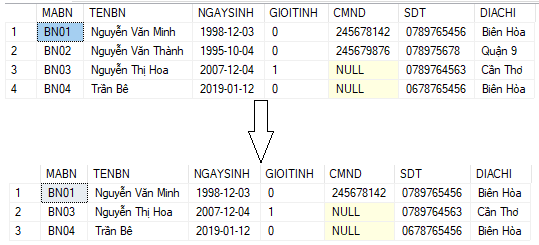 MABN TENBN NGAYSINH GIOITINH CMND SDT DIACHI
1 BN01 Nguyễn Văn Minh 1998-12-03 0 245678142 0789765456 Biên Hòa
2 BN02 Nguyễn Văn Thành 1995-10-04 0 245679876 078975678 Quận 9
3 BN03 Nguyễn Thị Hoa 2007-12-04 1 NULL 0789764563 Cần Thơ
4 BN04 Trần Bê 2019-01-12 0 NULL 0678765456 Biên Hòa
MABN TENBN NGAYSINH GIOITINH CMND SDT DIACHI
1 BN01 Nguyễn Văn Minh 1998-12-03 0 245678142 0789765456 Biên Hòa
2 BN03 Nguyễn Thị Hoa 2007-12-04 1 NULL 0789764563 Cần Thơ
3 BN04 Trần Bê 2019-01-12 0 NULL 0678765456 Biên Hòa